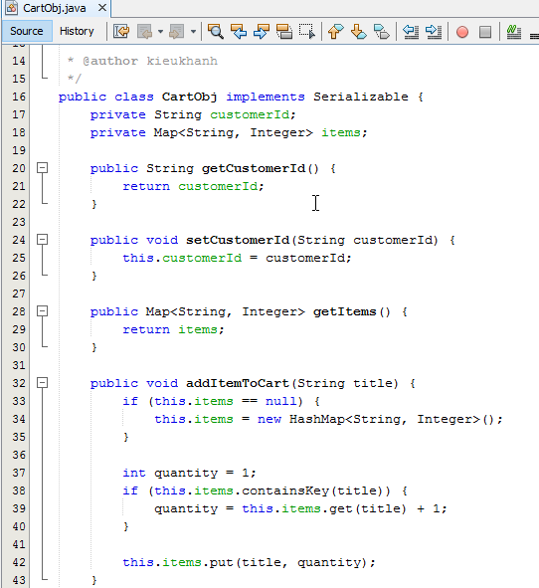 CartObj.java
Source History
14 * @author kieukhanh
15 */
16 public class CartObj implements Serializable {
17 private String customerId;
18 private Map<String, Integer> items;
19
20 public String getCustomerId() {
21 return customerId;
22 }
23
24 public void setCustomerId(String customerId) {
25 this.customerId = customerId;
26 }
27
28 public Map<String, Integer> getItems() {
29 return items;
30 }
31
32 public void addItemToCart(String title) {
33 if (this.items == null) {
34 this.items = new HashMap<String, Integer>();
35 }
36
37 int quantity = 1;
38 if (this.items.containsKey(title)) {
39 quantity = this.items.get(title) + 1;
40 }
41
42 this.items.put(title, quantity);
43 }